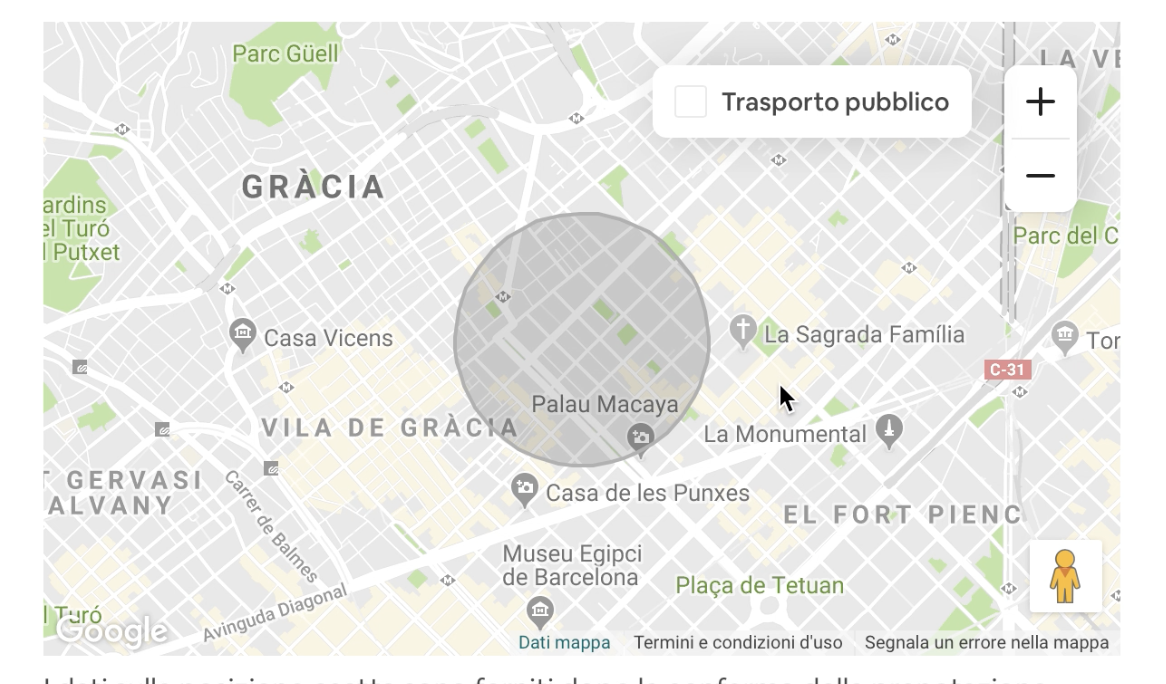 Parc Güell
LA VE
Trasporto pubblico
GRÀCIA
ardins
el Turó
l Putxet
Parc del C
La Sagrada Família
Casa Vicens
Tor
C-31
Palau Macaya
VILA DE GRÀCIA
La Monumental
T GERVASI
ALVANY
Casa de les Punxes
Carrer de Balmes
EL FORT PIENC
Museu Egipci
de Barcelona
Plaça de Tetuan
Avinguda Diagonal
l Turó
Google
Dati mappa
Termini e condizioni d'uso
Segnala un errore nella mappa